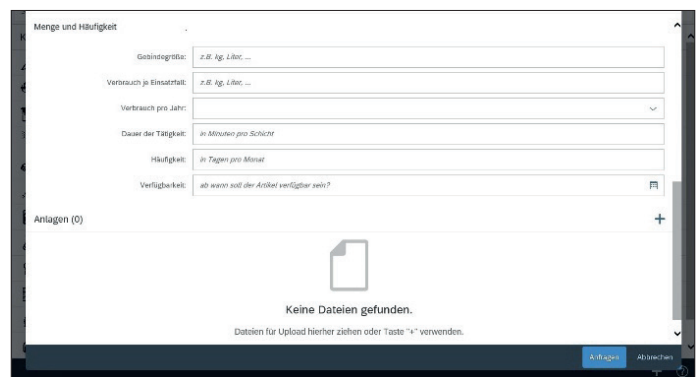 Menge und Häufigkeit
Gebindegröße: z.B. kg, Liter, ...
Verbrauch je Einsatzfall: z.B. kg, Liter, ...
Verbrauch pro Jahr:
Dauer der Tätigkeit: in Minuten pro Schicht
Häufigkeit: in Tagen pro Monat
Verfügbarkeit: ab wann soll der Artikel verfügbar sein?
Anlagen (0)
Keine Dateien gefunden.
Dateien für Upload hierher ziehen oder Taste "+" verwenden.
Anfragen Abbrechen